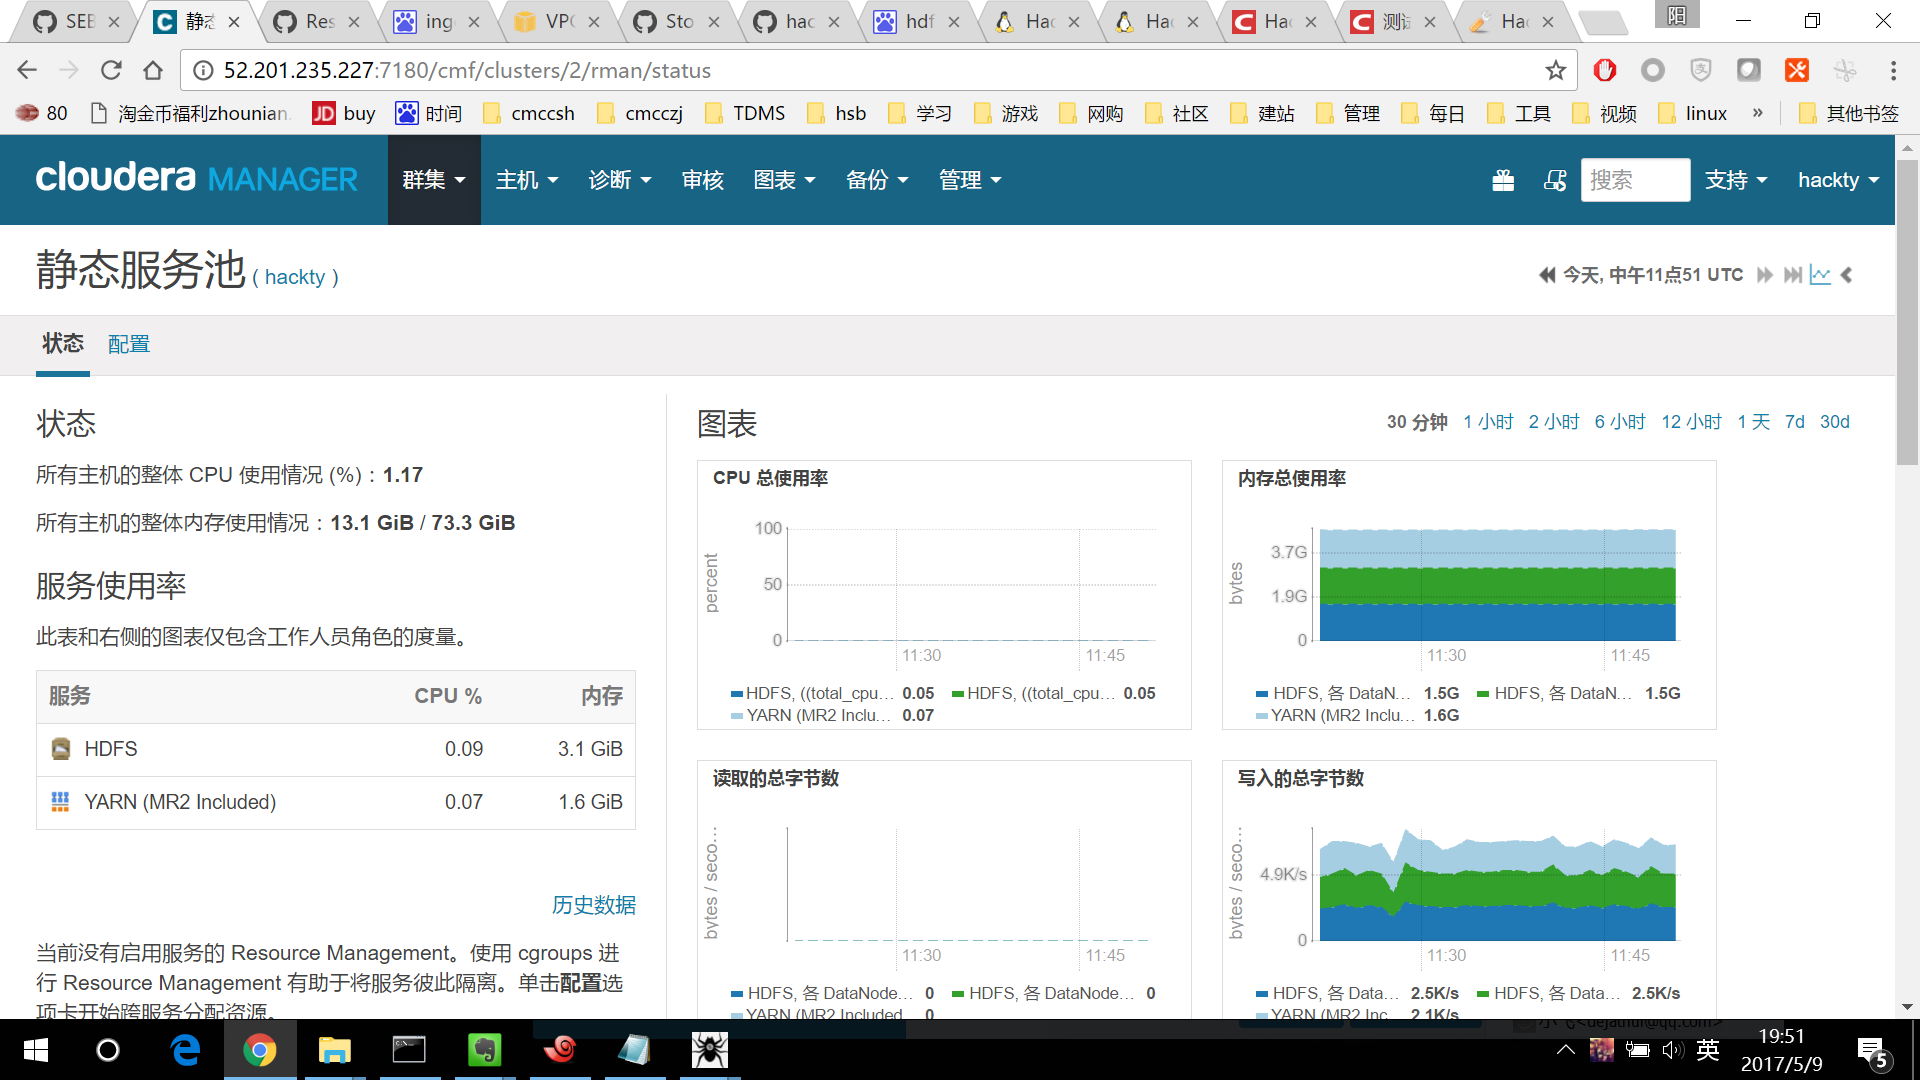 SEE
静态
Res
ing
VPC
Sto
hac
hdf
Hac
Hac
Hac
测试
Hac
阳
52.201.235.227:7180/cmf/clusters/2/rman/status
80 淘金币福利zhounian. JD buy 时间 cmccsh cmcczj TDMS hsb 学习 游戏 网购 社区 建站 管理 每日 工具 视频 linux » 其他书签
cloudera MANAGER 群集 主机 诊断 审核 图表 备份 管理 搜索 支持 hackty
静态服务池 ( hackty )
今天, 中午11点51 UTC
状态 配置
状态
所有主机的整体 CPU 使用情况 (%)：1.17
所有主机的整体内存使用情况：13.1 GiB / 73.3 GiB
服务使用率
此表和右侧的图表仅包含工作人员角色的度量。
服务 CPU % 内存
HDFS 0.09 3.1 GiB
YARN (MR2 Included) 0.07 1.6 GiB
历史数据
当前没有启用服务的 Resource Management。使用 cgroups 进
行 Resource Management 有助于将服务彼此隔离。单击配置选
项卡开始跨服务分配资源。
图表
30 分钟 1 小时 2 小时 6 小时 12 小时 1 天 7d 30d
CPU 总使用率
percent
100
50
0
11:30 11:45
HDFS, ((total_cpu… 0.05 HDFS, ((total_cpu… 0.05
YARN (MR2 Inclu… 0.07
内存总使用率
bytes
3.7G
1.9G
0
11:30 11:45
HDFS, 各 DataN… 1.5G HDFS, 各 DataN… 1.5G
YARN (MR2 Inclu… 1.6G
读取的总字节数
bytes / seco…
11:30 11:45
HDFS, 各 DataNode… 0 HDFS, 各 DataNode… 0
YARN (MR2 Included 0
写入的总字节数
bytes / seco…
4.9K/s
0
11:30 11:45
HDFS, 各 Data… 2.5K/s HDFS, 各 Data… 2.5K/s
YARN (MR2 Inc 2.1K/s
英
19:51
2017/5/9
5